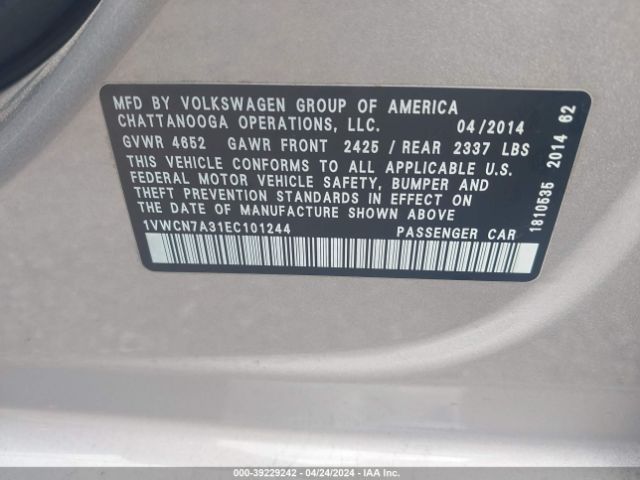 MFD BY VOLKSWAGEN GROUP OF AMERICA
CHATTANOOGA OPERATIONS, LLC. 04/2014
GVWR 4652 GAWR FRONT 2425 / REAR 2337 LBS
THIS VEHICLE CONFORMS TO ALL APPLICABLE U.S.
FEDERAL MOTOR VEHICLE SAFETY, BUMPER AND
THEFT PREVENTION STANDARDS IN EFFECT ON
THE DATE OF MANUFACTURE SHOWN ABOVE
1VWCN7A31EC101244 PASSENGER CAR
1810535 2014 62
000-39229242 - 04/24/2024 - IAA Inc.